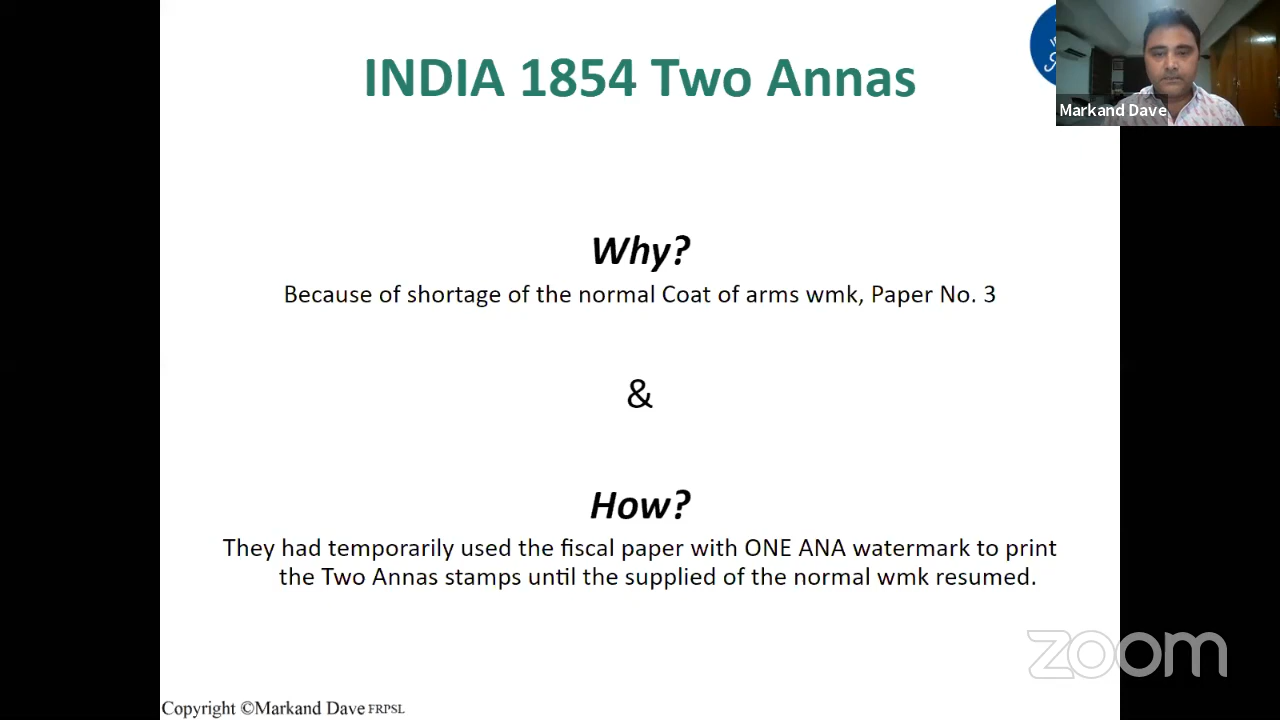 INDIA 1854 Two Annas
Markand Dave
Why?
Because of shortage of the normal Coat of arms wmk, Paper No. 3
&
How?
They had temporarily used the fiscal paper with ONE ANA watermark to print
the Two Annas stamps until the supplied of the normal wmk resumed.
zoom
Copyright ©Markand Dave FRPSL